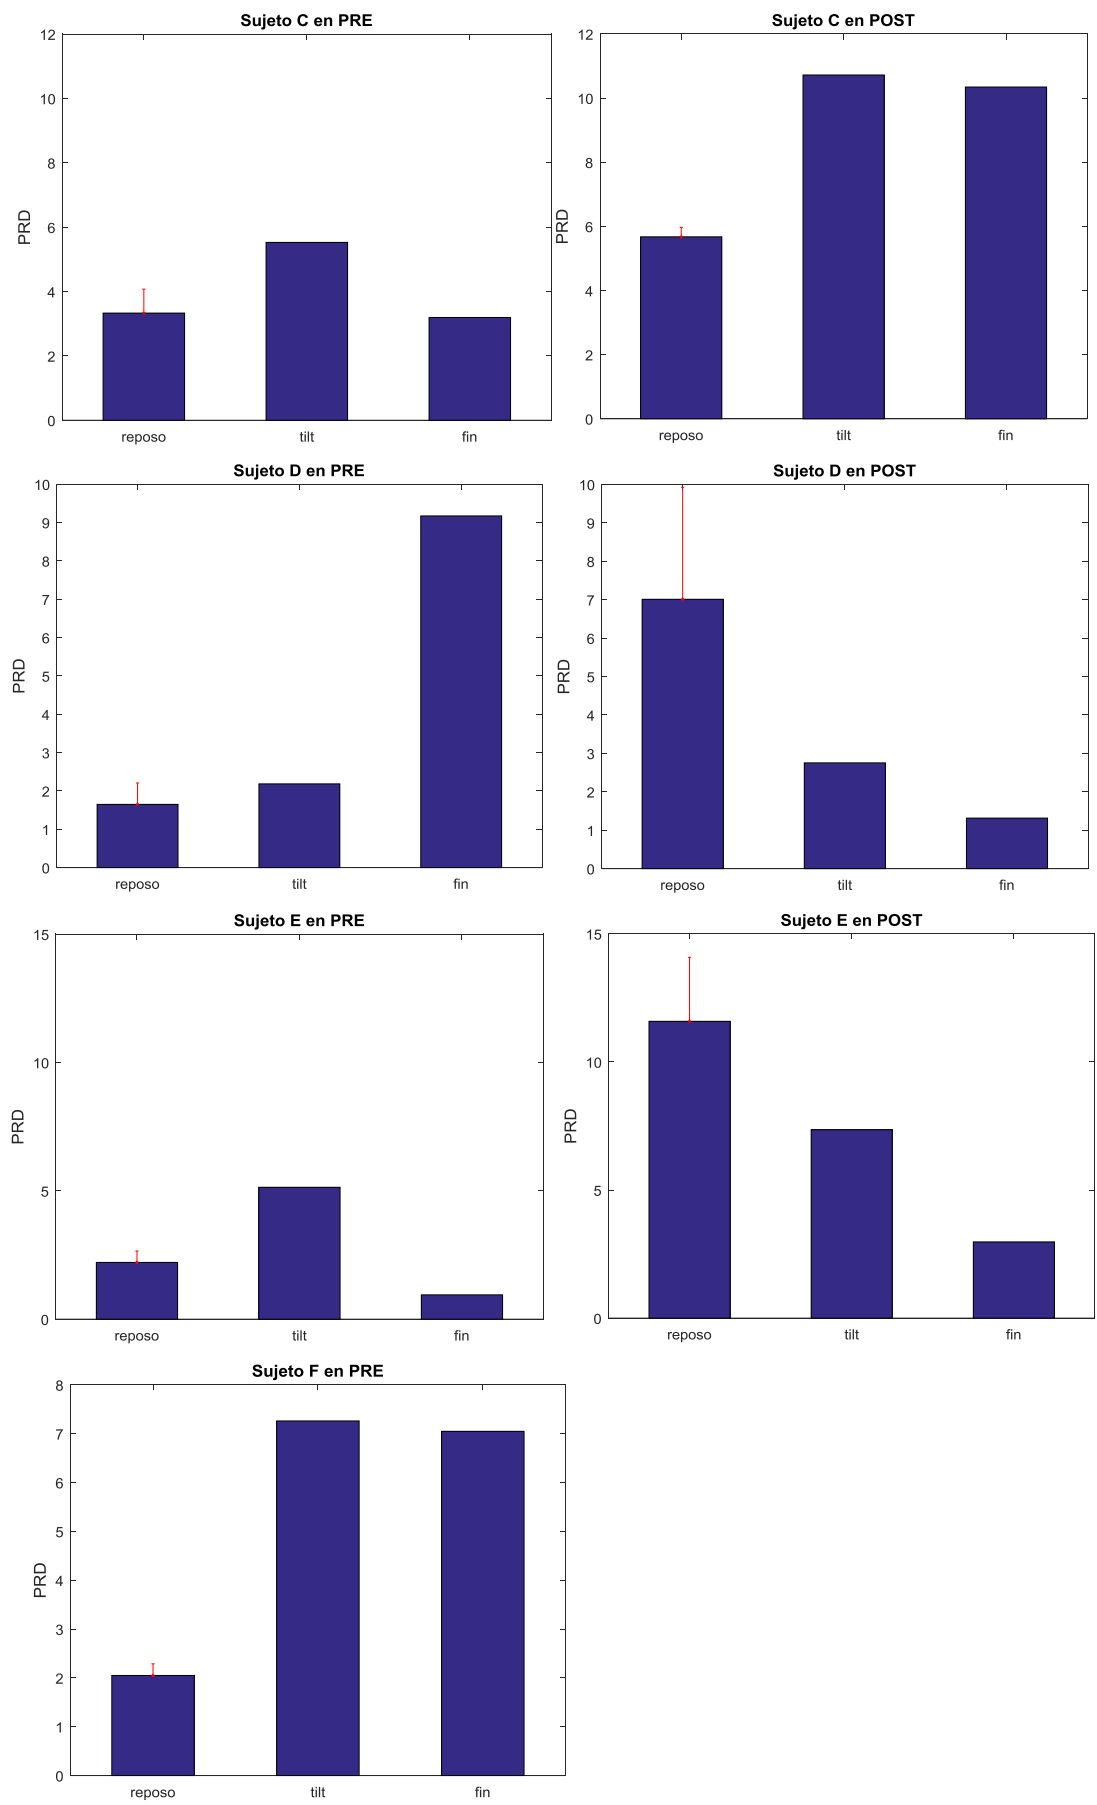 Sujeto C en PRE
12
10
8
6
4
2
0
PRD
reposo tilt fin
Sujeto C en POST
12
10
8
6
4
2
0
PRD
reposo tilt fin
Sujeto D en PRE
10
9
8
7
6
5
4
3
2
1
0
PRD
reposo tilt fin
Sujeto D en POST
10
9
8
7
6
5
4
3
2
1
0
PRD
reposo tilt fin
Sujeto E en PRE
15
10
5
0
PRD
reposo tilt fin
Sujeto E en POST
15
10
5
0
PRD
reposo tilt fin
Sujeto F en PRE
8
7
6
5
4
3
2
1
0
PRD
reposo tilt fin